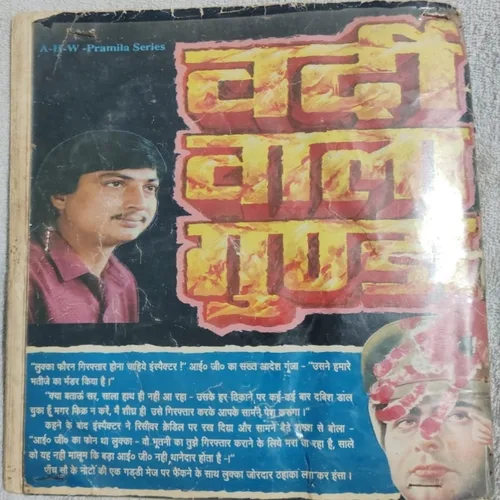 A-H-W -Pramila Series
वर्दी
वाला
गुण्डा
"लुक्का फौरन गिरफ्तार होना चाहिये इंस्पैक्टर !" आई० जी० का सख्त आदेश गूंजा - "उसने हमारे
भतीजे का मर्डर किया है।"
"क्या बताऊं सर, साला हाथ ही नहीं आ रहा - उसके हर ठिकाने पर कई-कई बार दबिश डाल
चुका हूँ मगर फिक्र न करें, मैं शीघ्र ही उसे गिरफ्तार करके आपके सामने पेश करूंगा।"
कहने के बाद इंस्पैक्टर ने रिसीवर क्रेडिल पर रख दिया और सामने बैठे शख्स से बोला -
"आई० जी० का फोन था लुक्का - वो भूतनी का तुझे गिरफ्तार कराने के लिये मरा जा रहा है, साले
को यह नहीं मालूम कि बड़ा आई० जी० नहीं थानेदार होता है -।"
पाँच सौ के नोटों की एक गड्डी मेज पर फैंकने के साथ लुक्का जोरदार ठहाका लगा कर हंसा।